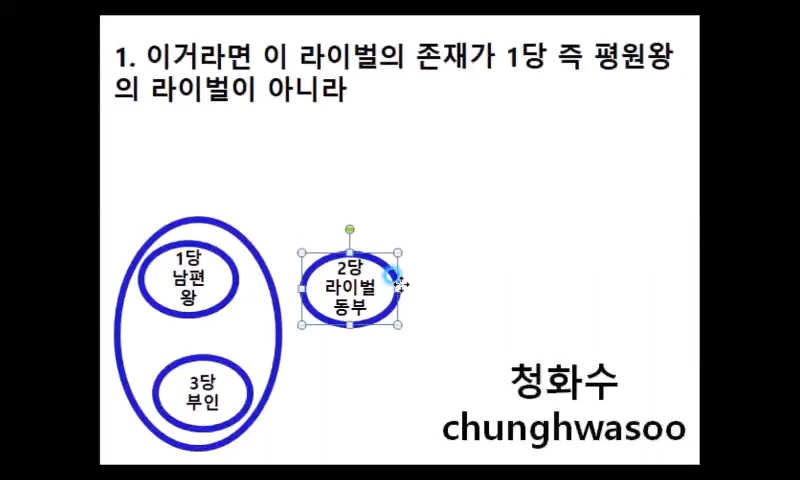 1. 이거라면 이 라이벌의 존재가 1당 즉 평원왕
의 라이벌이 아니라
1당
남편
왕
2당
라이벌
동부
3당
부인
청화수
chunghwasoo